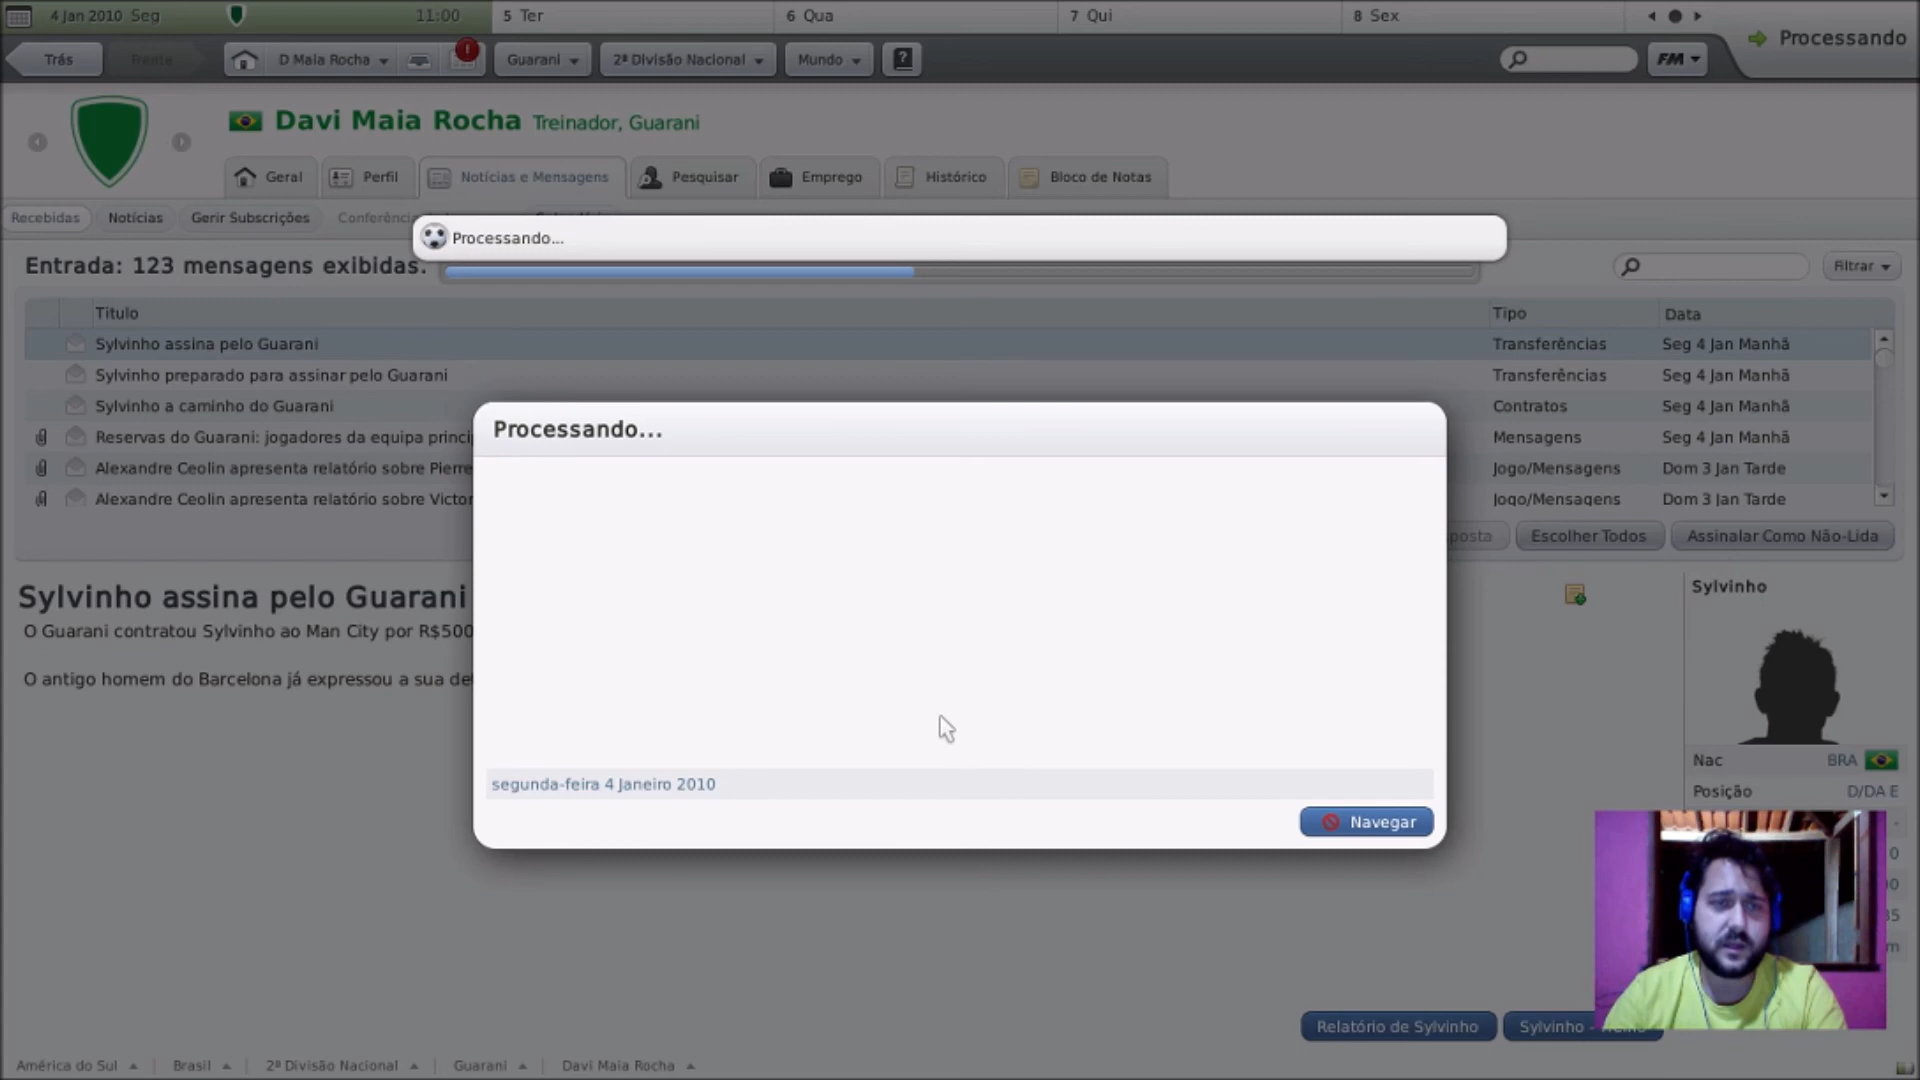 4 Jan 2010 Seg 11:00 5 Ter 6 Qua 7 Qui 8 Sex
Processando
Trás Frente D Maia Rocha Guarani 2ª Divisão Nacional Mundo ? FM
Davi Maia Rocha Treinador, Guarani
Geral Perfil Notícias e Mensagens Pesquisar Emprego Histórico Bloco de Notas
Recebidas Notícias Gerir Subscrições
Processando...
Entrada: 123 mensagens exibidas. Filtrar
Título Tipo Data
Sylvinho assina pelo Guarani Transferências Seg 4 Jan Manhã
Sylvinho preparado para assinar pelo Guarani Transferências Seg 4 Jan Manhã
Sylvinho a caminho do Guarani Contratos Seg 4 Jan Manhã
Reservas do Guarani: jogadores da equipa princi Mensagens Seg 4 Jan Manhã
Alexandre Ceolin apresenta relatório sobre Pierre Jogo/Mensagens Dom 3 Jan Tarde
Alexandre Ceolin apresenta relatório sobre Victor Jogo/Mensagens Dom 3 Jan Tarde
Processando...
posta Escolher Todos Assinalar Como Não-Lida
Sylvinho assina pelo Guarani
O Guarani contratou Sylvinho ao Man City por R$500
O antigo homem do Barcelona já expressou a sua de
Sylvinho
Nac BRA
Posição D/DA E
segunda-feira 4 Janeiro 2010
Navegar
Relatório de Sylvinho Sylvinho -
América do Sul Brasil 2ª Divisão Nacional Guarani Davi Maia Rocha